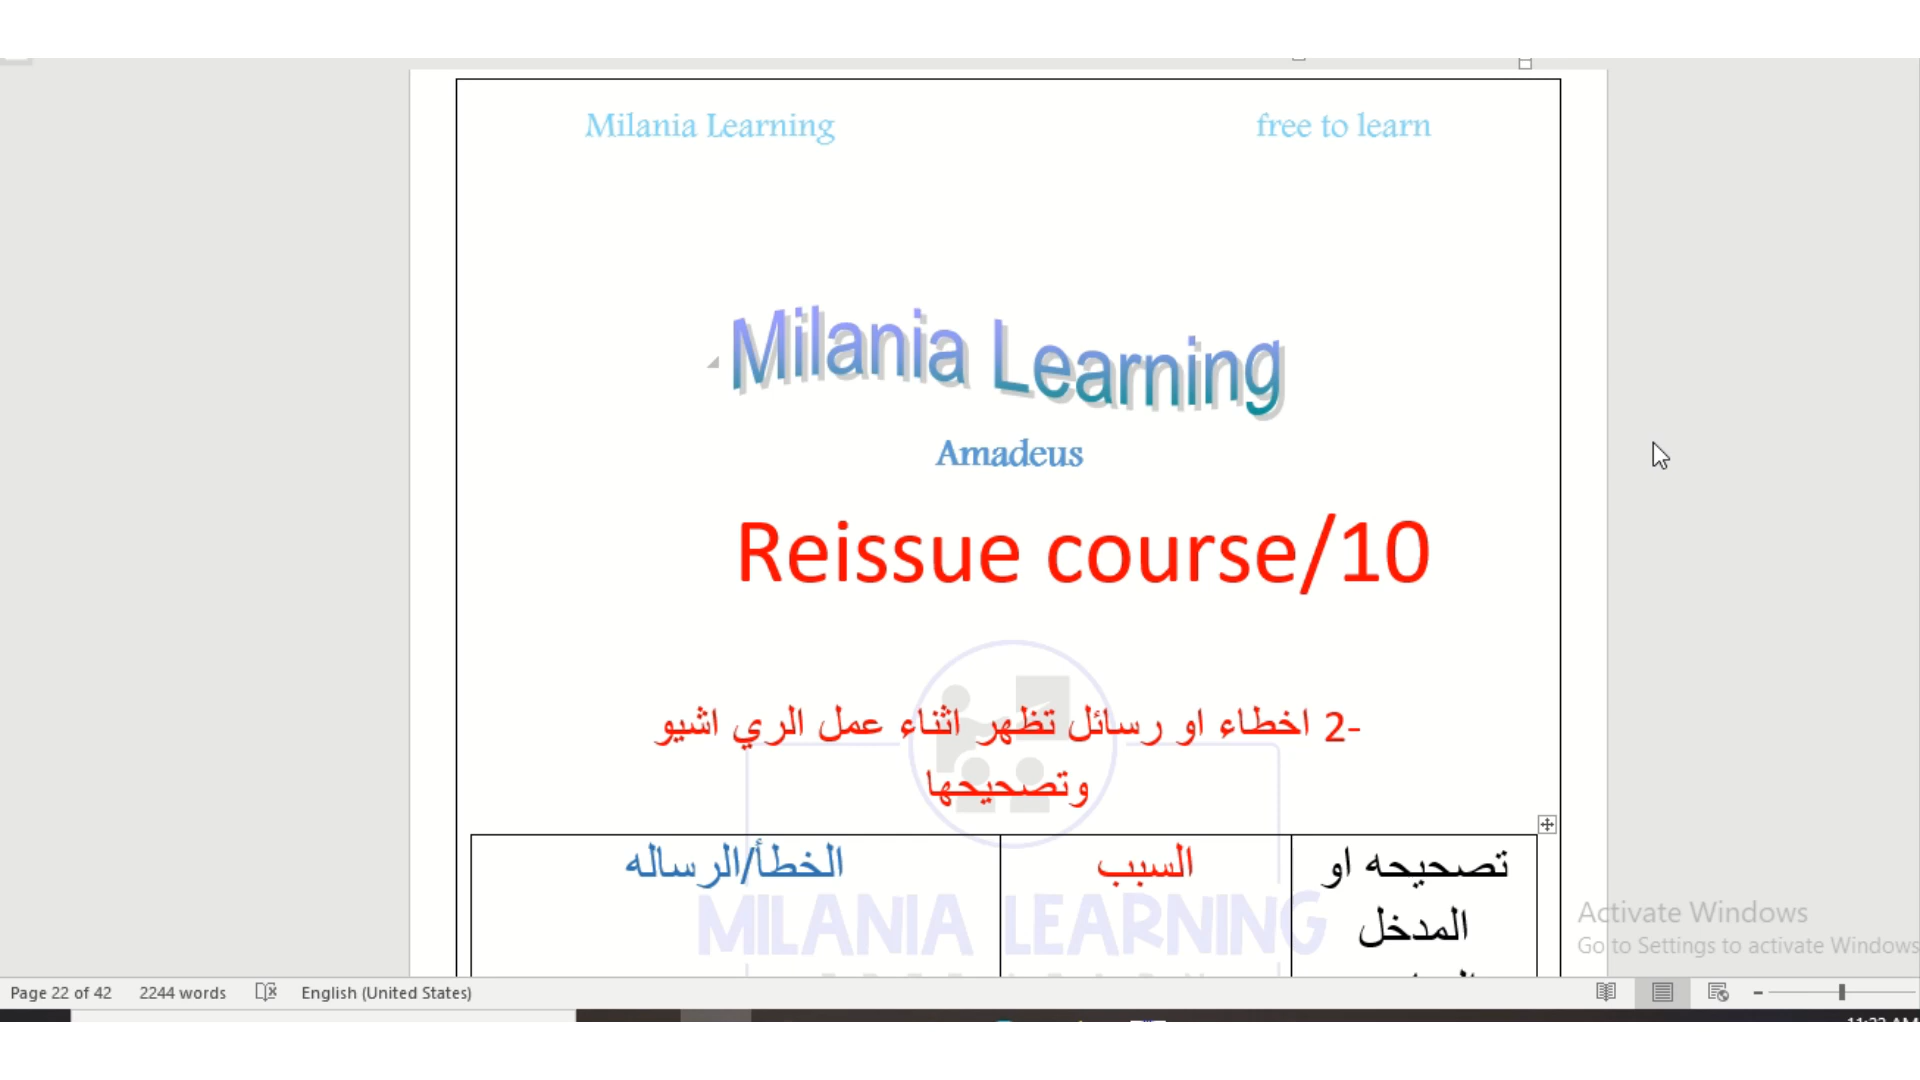 Milania Learning free to learn
Milania Learning
Amadeus
Reissue course/10
2- اخطاء او رسائل تظهر اثناء عمل الري اشيو
وتصحيحها
الخطأ/الرساله السبب تصحيحه او
المدخل
MILANIA LEARNING
Activate Windows
Go to Settings to activate Windows
Page 22 of 42 2244 words English (United States)